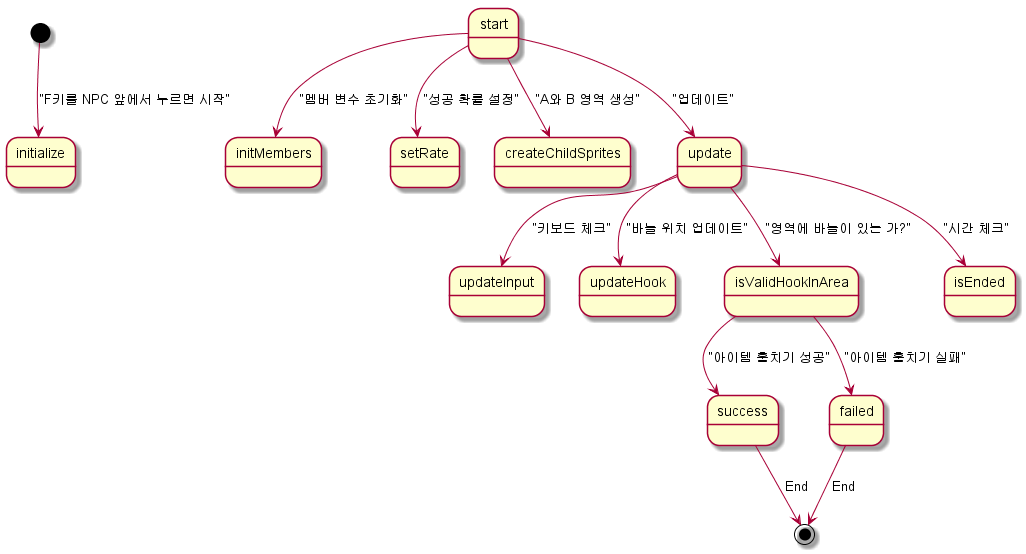 start
"F키를 NPC 앞에서 누르면 시작"
"멤버 변수 초기화"
"성공 확률 설정"
"A와 B 영역 생성"
"업데이트"
initialize
initMembers
setRate
createChildSprites
update
"키보드 체크"
"바늘 위치 업데이트"
"영역에 바늘이 있는 가?"
"시간 체크"
updateInput
updateHook
isValidHookInArea
isEnded
"아이템 훔치기 성공"
"아이템 훔치기 실패"
success
failed
End
End